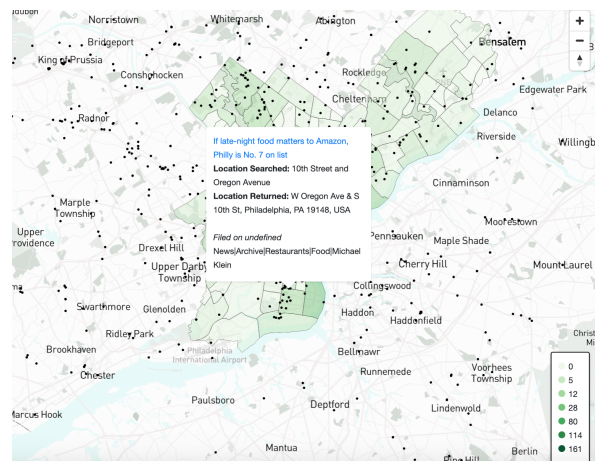 Norristown
Whitemarsh
Abington
Bridgeport
Bensalem
King of Prussia
Conshohocken
Rockledge
Edgewater Park
Cheltenham
Radnor
Delanco
Riverside
If late-night food matters to Amazon,
Philly is No. 7 on list
Location Searched: 10th Street and
Oregon Avenue
Location Returned: W Oregon Ave & S
10th St, Philadelphia, PA 19148, USA
Filed on undefined
News|Archive|Restaurants|Food|Michael
Klein
Cinnaminson
Marple
Township
Moorestown
Upper
Drexel Hill
Pennsauken
Maple Shade
Upper Darby
Township
Cherry Hill
Mount Laurel
Collingswood
Swarthmore
Glenolden
Haddon
Haddonfield
Ridley Park
Brookhaven
Philadelphia
International Airport
Bellmawr
Chester
Runnemede
Voorhees
Township
Paulsboro
Deptford
Lindenwold
Marcus Hook
Mantua
Berlin
Pine Hill
+
−
0
5
12
28
80
114
161